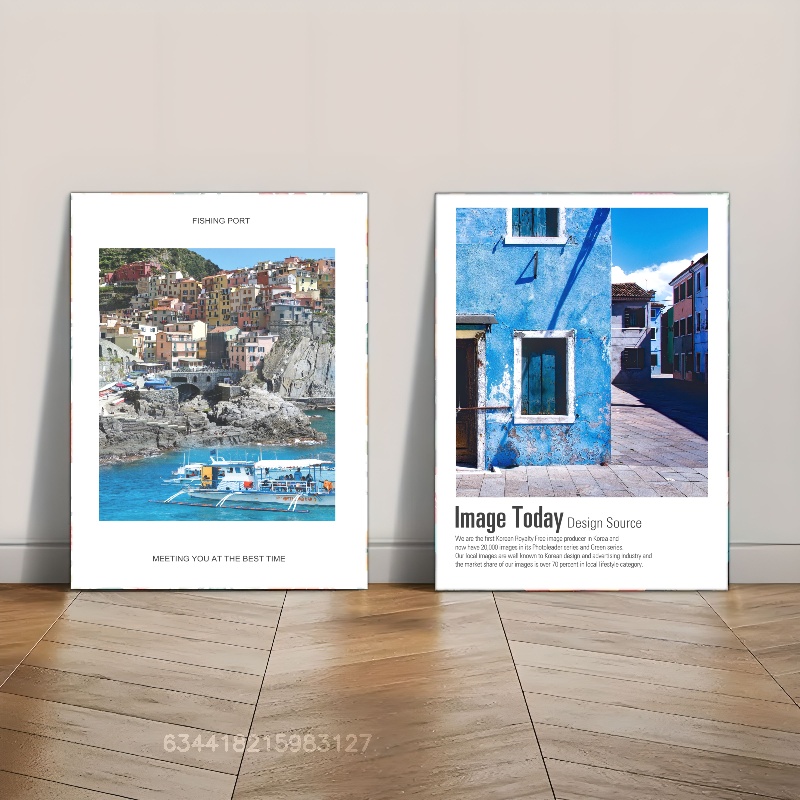 FISHING PORT
MEETING YOU AT THE BEST TIME
Image Today Design Source
We are the first Korean Royalty Free image producer in Korea and
now have 20,000 images in its Photoleader series and Green series.
Our local images are well known to Korean design and advertising industry and
the market share of our images is over 70 percent in local lifestyle category.
634418215983127